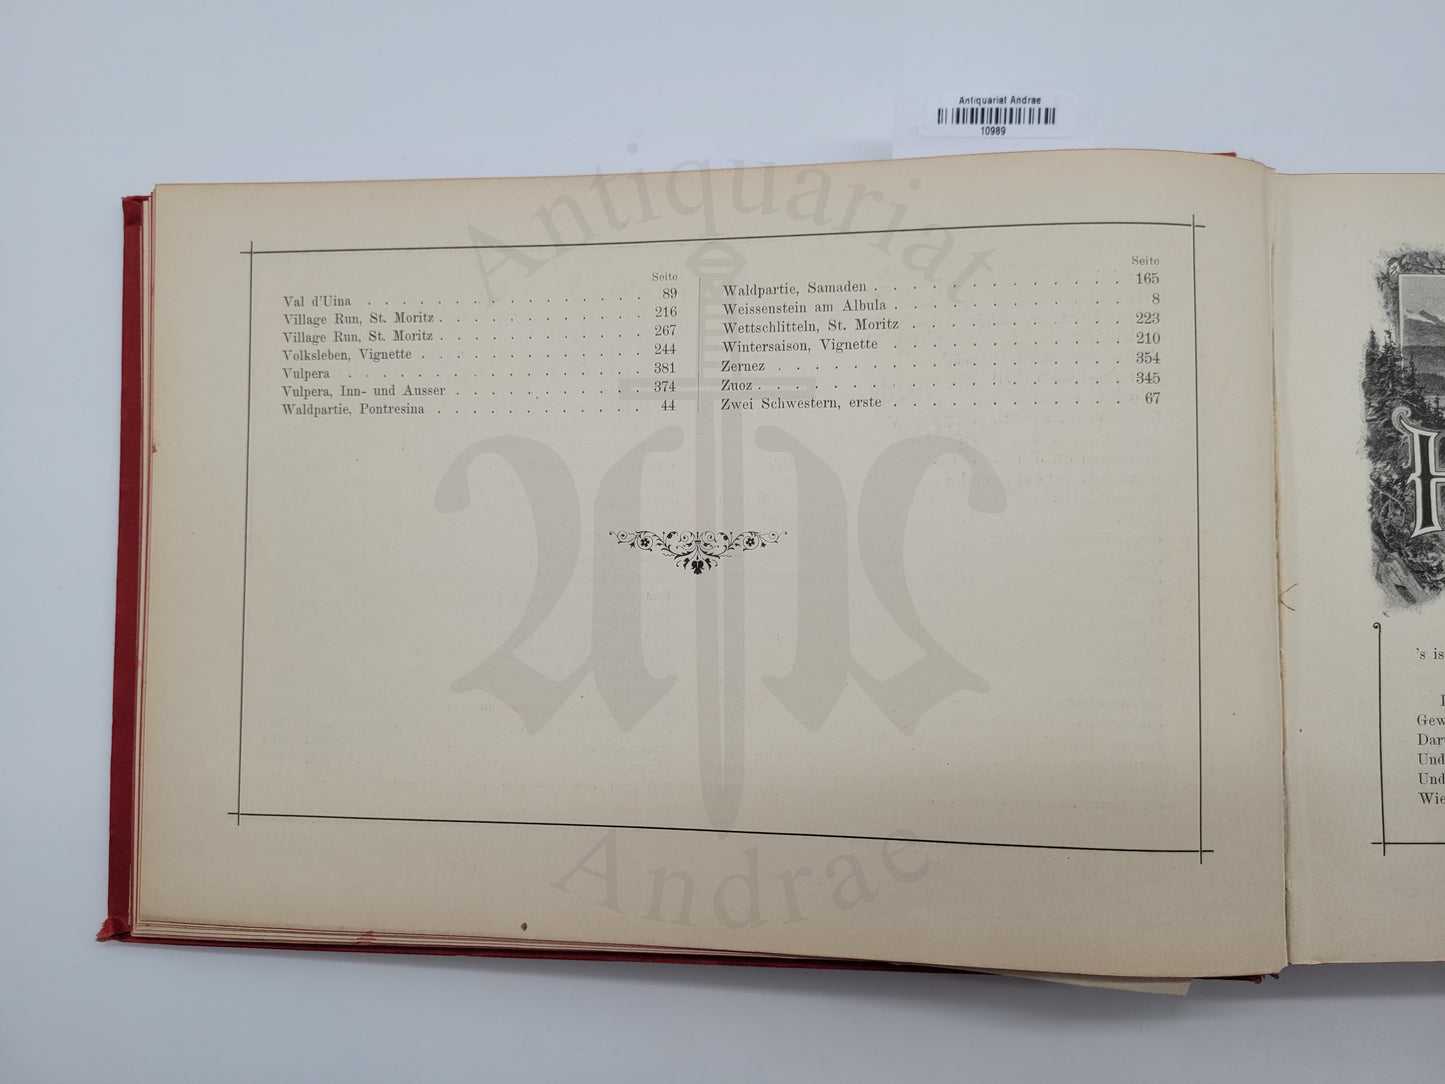 Antiquariat Andrae
10989
Antiquariat
Seite
Val d'Uina . . . . . . . . . . . . . . . 89
Village Run, St. Moritz . . . . . . . . . . 216
Village Run, St. Moritz . . . . . . . . . . 267
Volksleben, Vignette . . . . . . . . . . . 244
Vulpera . . . . . . . . . . . . . . . . 381
Vulpera, Inn- und Ausser . . . . . . . . . 374
Waldpartie, Pontresina . . . . . . . . . . 44
Seite
Waldpartie, Samaden . . . . . . . . . . . 165
Weissenstein am Albula . . . . . . . . . . 8
Wettschlitteln, St. Moritz . . . . . . . . . 223
Wintersaison, Vignette . . . . . . . . . . 210
Zernez . . . . . . . . . . . . . . . . 354
Zuoz . . . . . . . . . . . . . . . . . 345
Zwei Schwestern, erste . . . . . . . . . . 67
Andrae
H
's is
Gew
Und
Und
Wie